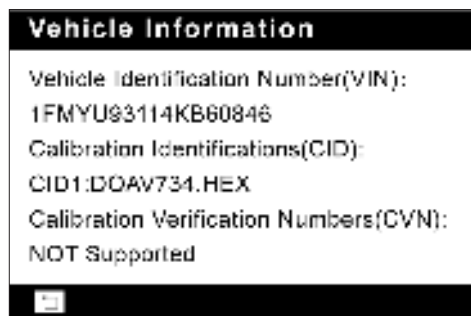 Vehicle Information
Vehicle Identification Number(VIN):
1FMYU93114KB60846
Calibration Identifications(CID):
CID1:DOAV734.HEX
Calibration Verification Numbers(CVN):
NOT Supported